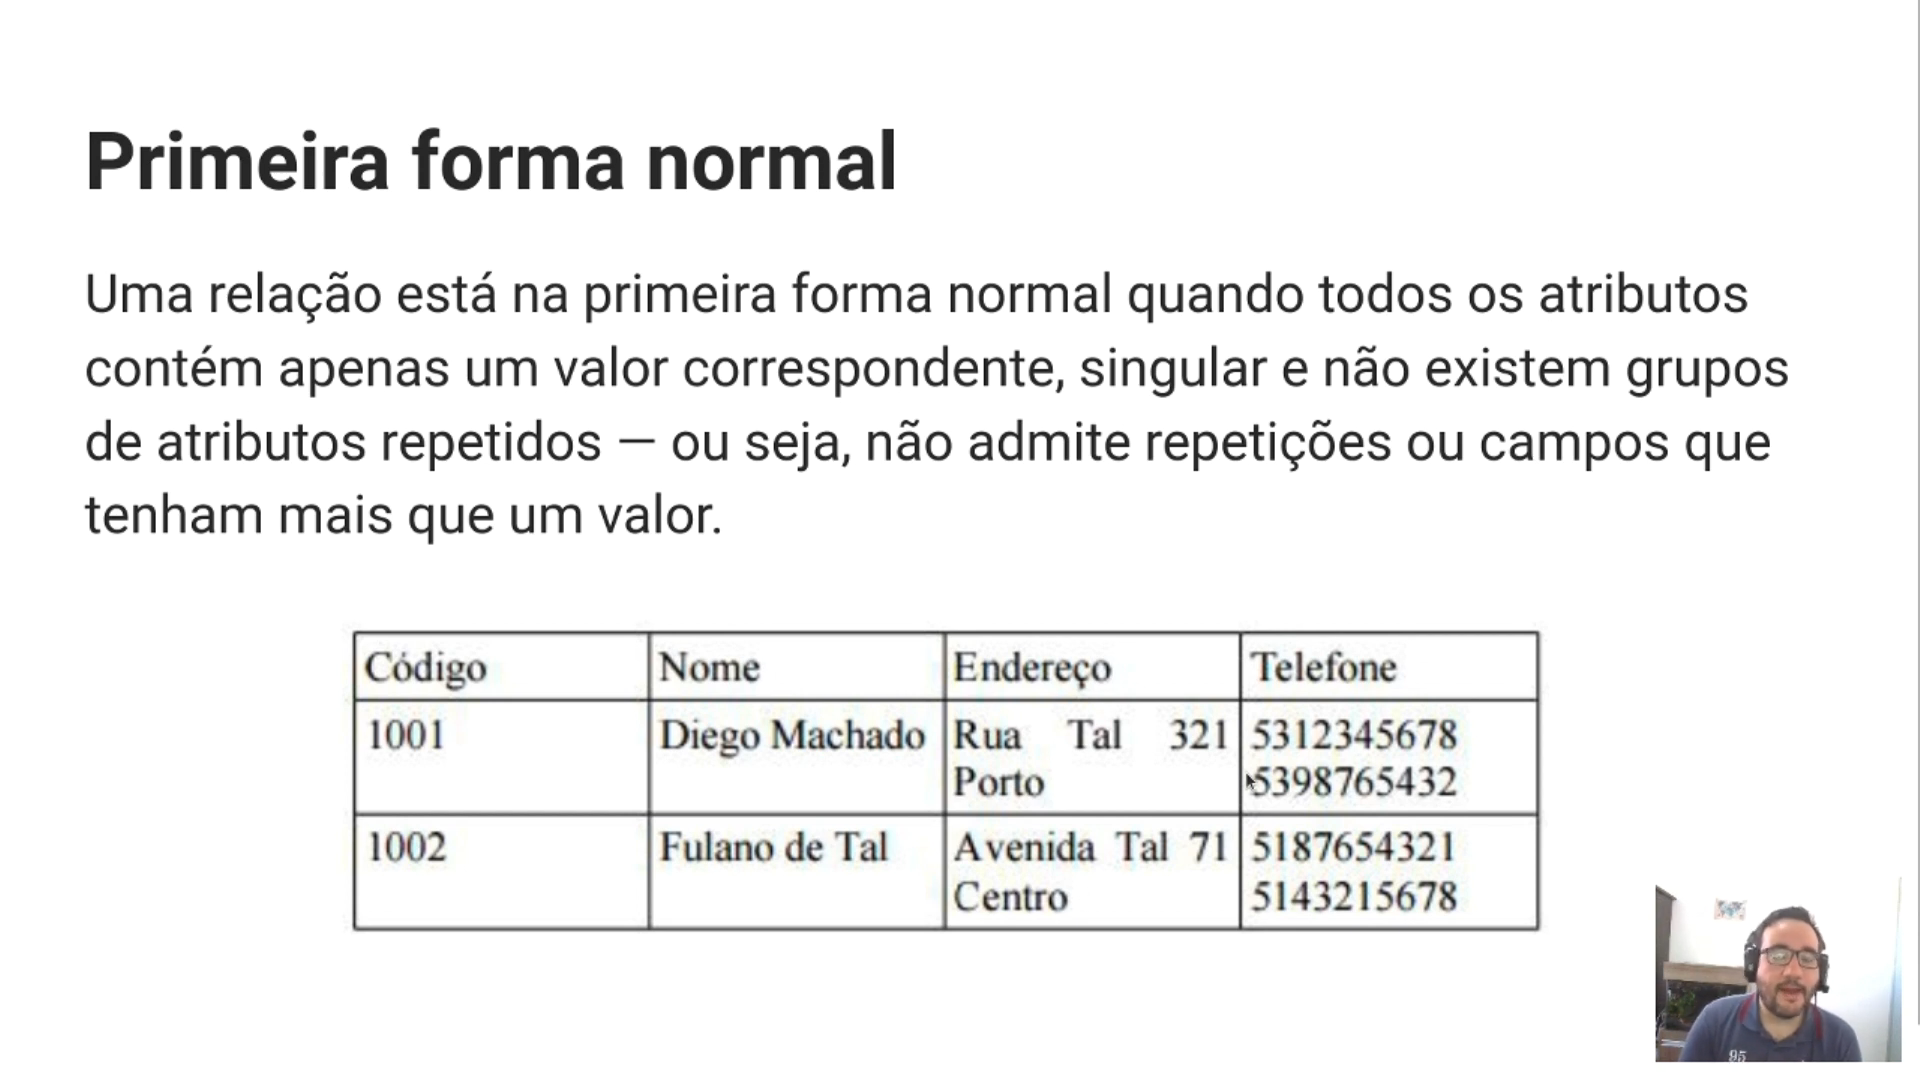 Primeira forma normal
Uma relação está na primeira forma normal quando todos os atributos
contém apenas um valor correspondente, singular e não existem grupos
de atributos repetidos — ou seja, não admite repetições ou campos que
tenham mais que um valor.
Código Nome Endereço Telefone
1001 Diego Machado Rua Tal 321 5312345678
Porto 5398765432
1002 Fulano de Tal Avenida Tal 71 5187654321
Centro 5143215678
95